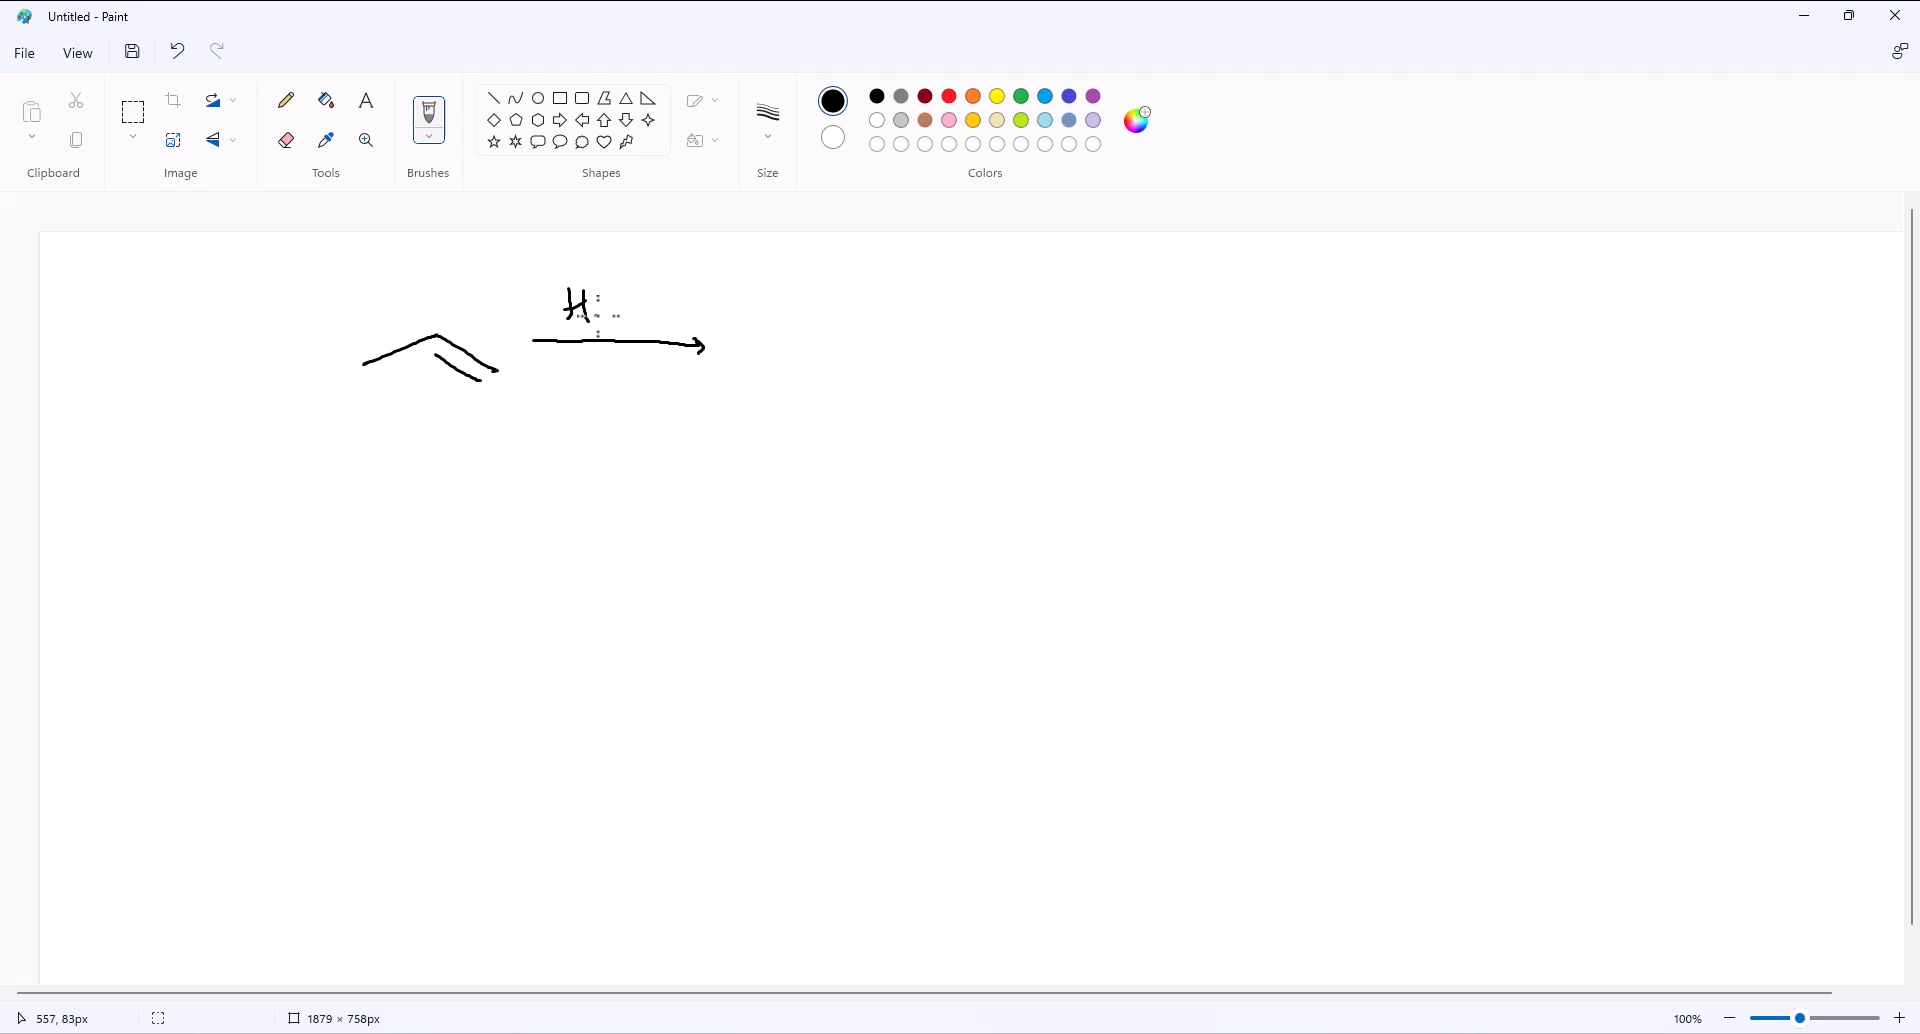 Untitled - Paint
File View
Clipboard Image Tools Brushes Shapes Size Colors
H
557, 83px 1879 × 758px 100%